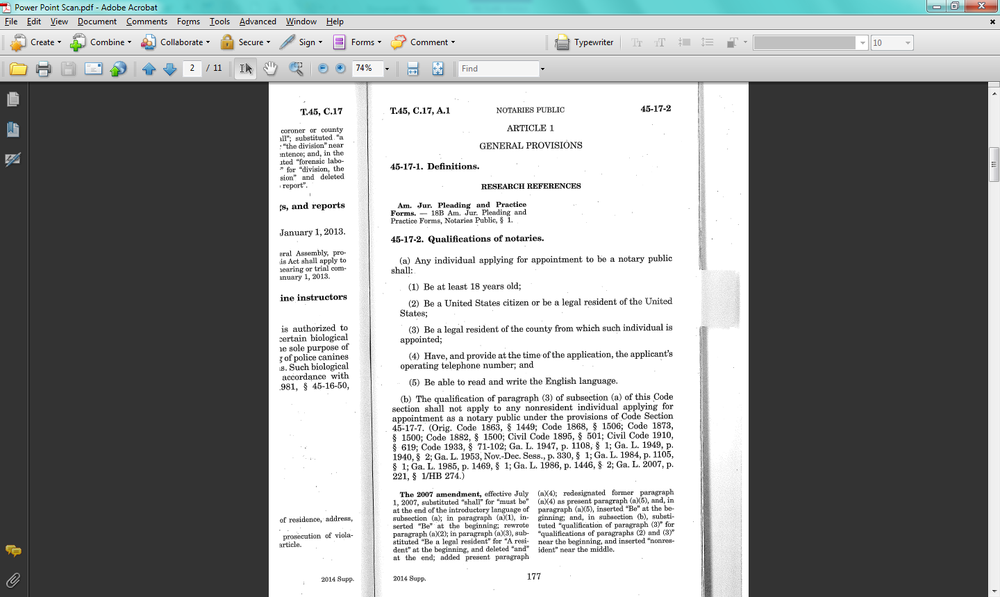 Power Point Scan.pdf - Adobe Acrobat
File Edit View Document Comments Forms Tools Advanced Window Help
Create Combine Collaborate Secure Sign Forms Comment Typewriter 10
2 / 11 74% Find
T.45, C.17
coroner or county
all”; substituted “a
“the division” near
entence; and, in the
uted “forensic labo-
” for “division, the
sion” and deleted
report”.
gs, and reports
January 1, 2013.
eral Assembly, pro-
is Act shall apply to
hearing or trial com-
anuary 1, 2013.
ine instructors
is authorized to
certain biological
he sole purpose of
g of police canines
s. Such biological
accordance with
981, § 45-16-50,
of residence, address,
prosecution of viola-
article.
2014 Supp.
T.45, C.17, A.1 NOTARIES PUBLIC 45-17-2
ARTICLE 1
GENERAL PROVISIONS
45-17-1. Definitions.
RESEARCH REFERENCES
Am. Jur. Pleading and Practice
Forms. — 18B Am. Jur. Pleading and
Practice Forms, Notaries Public, § 1.
45-17-2. Qualifications of notaries.
(a) Any individual applying for appointment to be a notary public
shall:
(1) Be at least 18 years old;
(2) Be a United States citizen or be a legal resident of the United
States;
(3) Be a legal resident of the county from which such individual is
appointed;
(4) Have, and provide at the time of the application, the applicant’s
operating telephone number; and
(5) Be able to read and write the English language.
(b) The qualification of paragraph (3) of subsection (a) of this Code
section shall not apply to any nonresident individual applying for
appointment as a notary public under the provisions of Code Section
45-17-7. (Orig. Code 1863, § 1449; Code 1868, § 1506; Code 1873,
§ 1500; Code 1882, § 1500; Civil Code 1895, § 501; Civil Code 1910,
§ 619; Code 1933, § 71-102; Ga. L. 1947, p. 1108, § 1; Ga. L. 1949, p.
1940, § 2; Ga. L. 1953, Nov.-Dec. Sess., p. 330, § 1; Ga. L. 1984, p. 1105,
§ 1; Ga. L. 1985, p. 1469, § 1; Ga. L. 1986, p. 1446, § 2; Ga. L. 2007, p.
221, § 1/HB 274.)
The 2007 amendment, effective July
1, 2007, substituted “shall” for “must be”
at the end of the introductory language of
subsection (a); in paragraph (a)(1), in-
serted “Be” at the beginning; rewrote
paragraph (a)(2); in paragraph (a)(3), sub-
stituted “Be a legal resident” for “A resi-
dent” at the beginning, and deleted “and”
at the end; added present paragraph
(a)(4); redesignated former paragraph
(a)(4) as present paragraph (a)(5), and, in
paragraph (a)(5), inserted “Be” at the be-
ginning; and, in subsection (b), substi-
tuted “qualification of paragraph (3)” for
“qualifications of paragraphs (2) and (3)”
near the beginning, and inserted “nonres-
ident” near the middle.
2014 Supp. 177